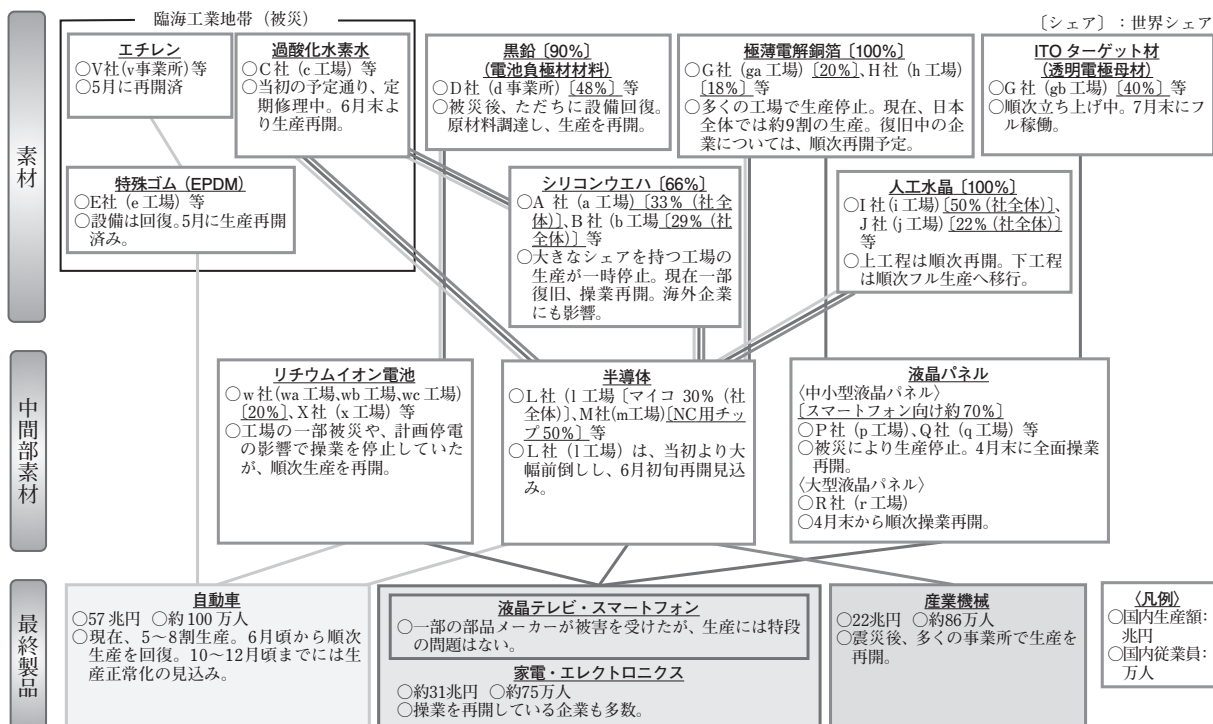 臨海工業地帯（被災）
〔シェア〕：世界シェア
素材
エチレン
○V社(v事業所)等
○5月に再開済
過酸化水素水
○C社（c工場）等
○当初の予定通り、定
期修理中。6月末よ
り生産再開。
黒鉛〔90%〕
(電池負極材材料)
○D社（d事業所）〔48%〕等
○被災後、ただちに設備回復。
原材料調達し、生産を再開。
極薄電解銅箔〔100%〕
○G社（ga工場）〔20%〕、H社（h工場）
〔18%〕等
○多くの工場で生産停止。現在、日本
全体では約9割の生産。復旧中の企
業については、順次再開予定。
ITOターゲット材
(透明電極母材)
○G社（gb工場）〔40%〕等
○順次立ち上げ中。7月末にフ
ル稼働。
特殊ゴム（EPDM）
○E社（e工場）等
○設備は回復。5月に生産再開
済み。
シリコンウエハ〔66%〕
○A社（a工場）〔33%（社全
体）〕、B社（b工場〔29%（社
全体）〕等
○大きなシェアを持つ工場の
生産が一時停止。現在一部
復旧、操業再開。海外企業
にも影響。
人工水晶〔100%〕
○I社（i工場）〔50%（社全体）〕、
J社（j工場）〔22%（社全体）〕
等
○上工程は順次再開。下工程
は順次フル生産へ移行。
中間部素材
リチウムイオン電池
○w社(wa工場、wb工場、wc工場)
〔20%〕、X社（x工場）等
○工場の一部被災や、計画停電
の影響で操業を停止していた
が、順次生産を再開。
半導体
○L社（l工場〔マイコ30%（社
全体）〕、M社(m工場)〔NC用チッ
プ50%〕等
○L社（l工場）は、当初より大
幅前倒しし、6月初旬再開見込
み。
液晶パネル
〈中小型液晶パネル〉
〔スマートフォン向け約70%〕
○P社（p工場）、Q社（q工場）等
○被災により生産停止。4月末に全面操業
再開。
〈大型液晶パネル〉
○R社（r工場）
○4月末から順次操業再開。
最終製品
自動車
○57兆円　○約100万人
○現在、5～8割生産。6月頃から順次
生産を回復。10～12月頃までには生
産正常化の見込み。
液晶テレビ・スマートフォン
○一部の部品メーカーが被害を受けたが、生産には特段
の問題はない。
家電・エレクトロニクス
○約31兆円　○約75万人
○操業を再開している企業も多数。
産業機械
○22兆円　○約86万人
○震災後、多くの事業所で生産を
再開。
〈凡例〉
○国内生産額：
兆円
○国内従業員：
万人